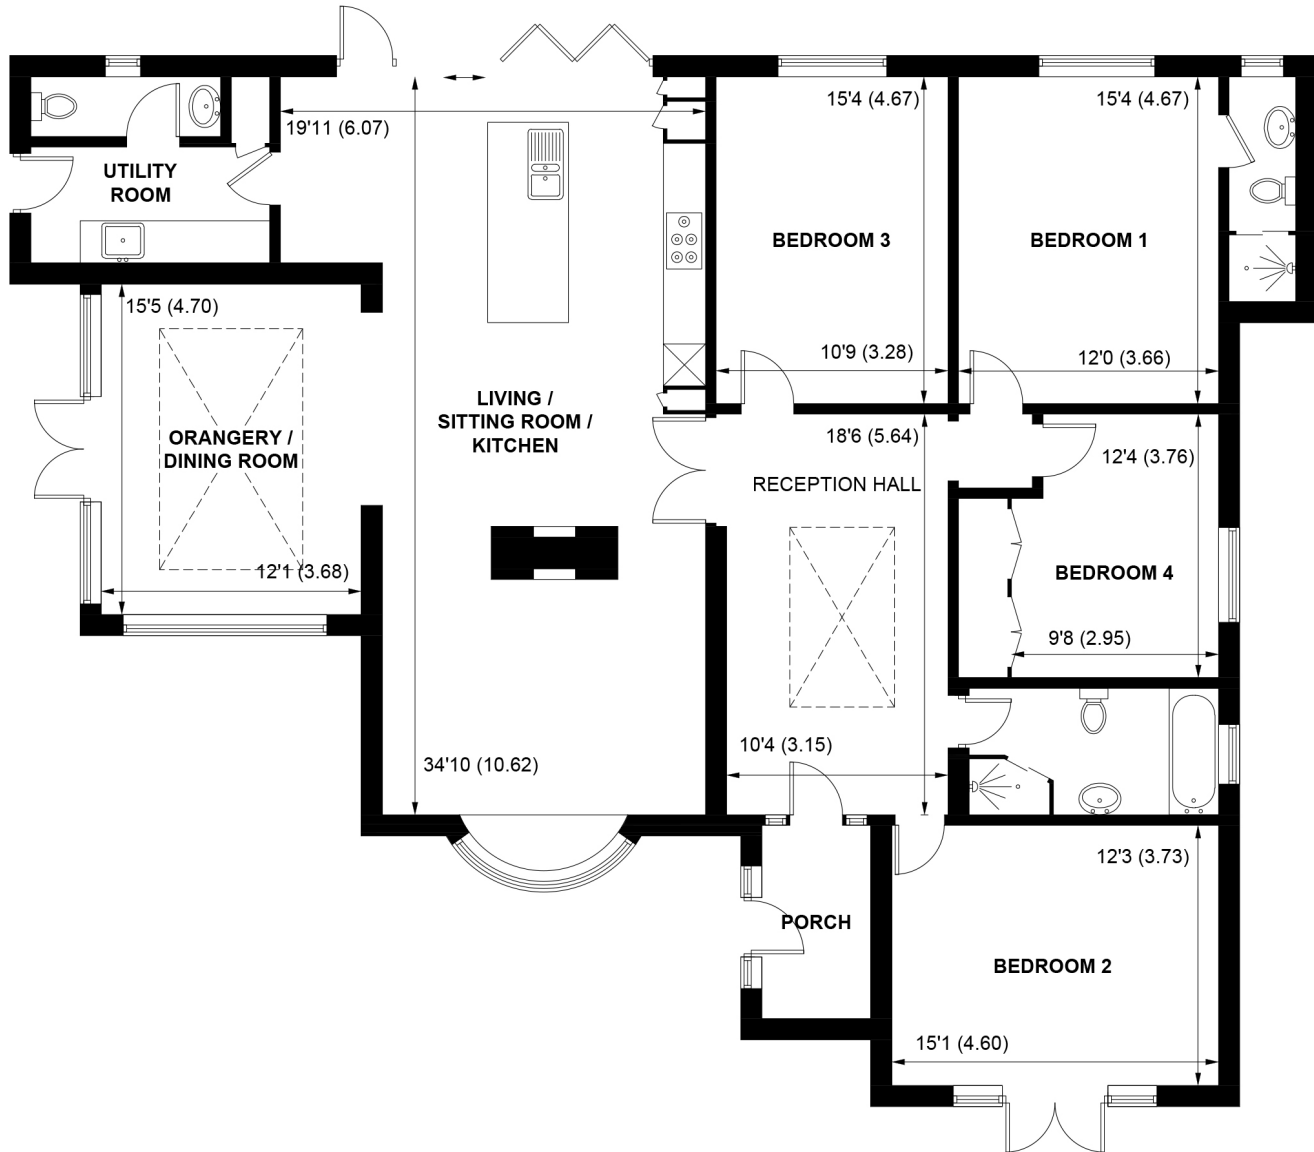 19'11 (6.07)
15'4 (4.67)
15'4 (4.67)
UTILITY
ROOM
BEDROOM 3
BEDROOM 1
15'5 (4.70)
10'9 (3.28)
12'0 (3.66)
LIVING /
SITTING ROOM /
KITCHEN
ORANGERY /
DINING ROOM
18'6 (5.64)
12'4 (3.76)
RECEPTION HALL
12'1 (3.68)
BEDROOM 4
9'8 (2.95)
10'4 (3.15)
34'10 (10.62)
12'3 (3.73)
PORCH
BEDROOM 2
15'1 (4.60)